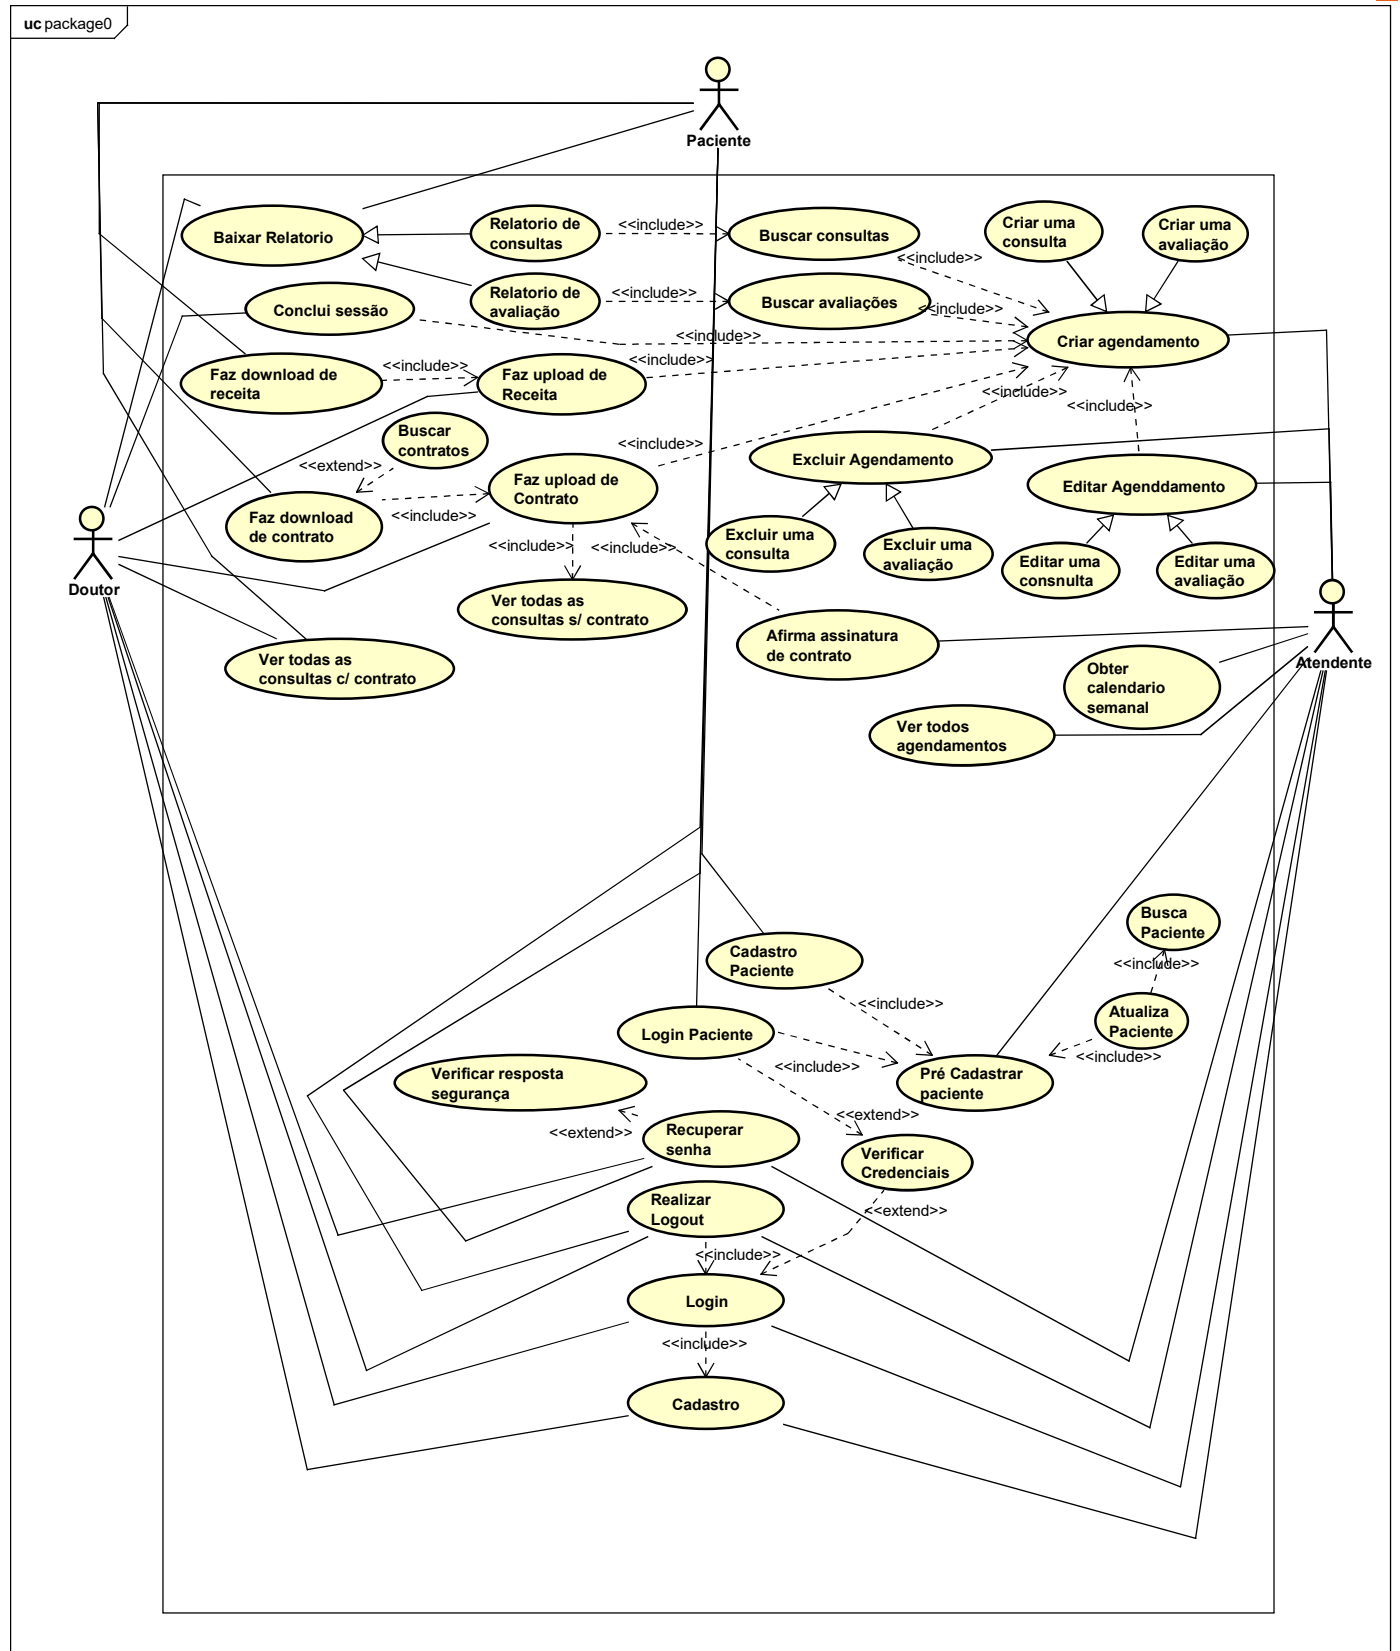 uc package0
Paciente
Baixar Relatorio
Relatorio de
consultas
<<include>>
Buscar consultas
Criar uma
consulta
Criar uma
avaliação
<<include>>
Conclui sessão
Relatorio de
avaliação
<<include>>
Buscar avaliações
<<include>>
<<include>>
Criar agendamento
Faz download de
receita
<<include>>
Faz upload de
Receita
<<include>>
<<include>>
<<include>>
Buscar
contratos
<<extend>>
<<include>>
Excluir Agendamento
Faz upload de
Contrato
Editar Agenddamento
Faz download
de contrato
<<include>>
<<include>>
<<include>>
Excluir uma
consulta
Excluir uma
avaliação
Editar uma
consnulta
Editar uma
avaliação
Doutor
Ver todas as
consultas s/ contrato
Afirma assinatura
de contrato
Atendente
Ver todas as
consultas c/ contrato
Obter
calendario
semanal
Ver todos
agendamentos
Busca
Paciente
Cadastro
Paciente
<<include>>
<<include>>
Atualiza
Paciente
Login Paciente
<<include>>
<<include>>
Verificar resposta
segurança
Pré Cadastrar
paciente
<<extend>>
<<extend>>
Recuperar
senha
Verificar
Credenciais
Realizar
Logout
<<extend>>
<<include>>
Login
<<include>>
Cadastro